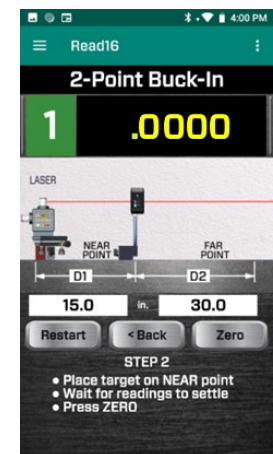 4:00 PM
Read16
2-Point Buck-In
1
.0000
LASER
NEAR
POINT
FAR
POINT
D1
D2
15.0
in.
30.0
Restart
< Back
Zero
STEP 2
• Place target on NEAR point
• Wait for readings to settle
• Press ZERO